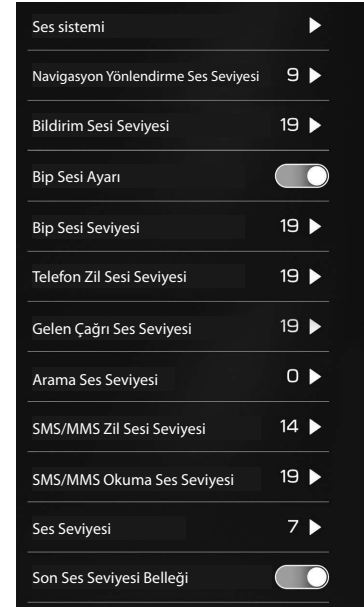 Ses sistemi
Navigasyon Yönlendirme Ses Seviyesi 9
Bildirim Sesi Seviyesi 19
Bip Sesi Ayarı
Bip Sesi Seviyesi 19
Telefon Zil Sesi Seviyesi 19
Gelen Çağrı Ses Seviyesi 19
Arama Ses Seviyesi 0
SMS/MMS Zil Sesi Seviyesi 14
SMS/MMS Okuma Ses Seviyesi 19
Ses Seviyesi 7
Son Ses Seviyesi Belleği